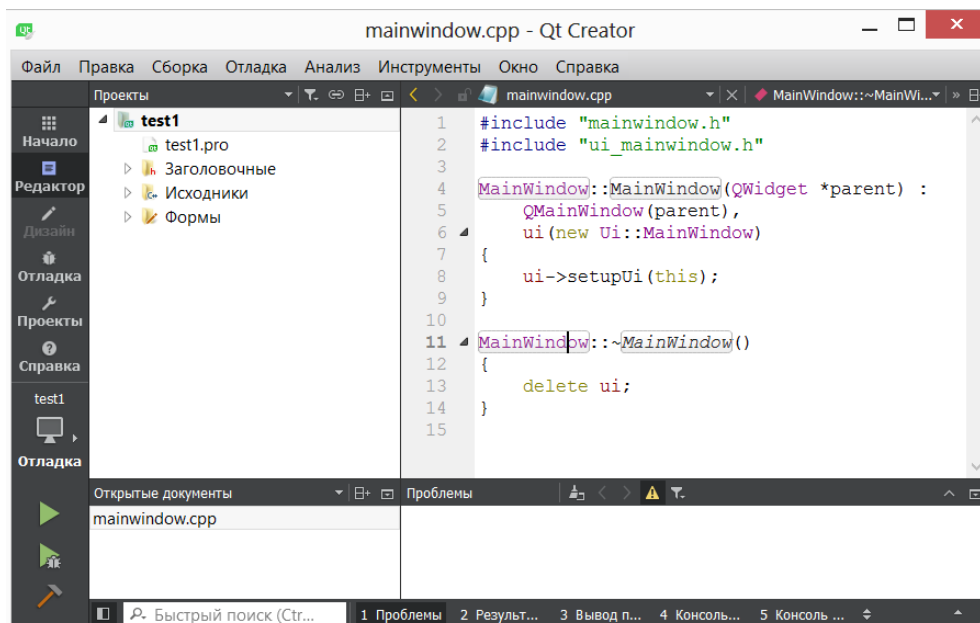 mainwindow.cpp - Qt Creator
Файл Правка Сборка Отладка Анализ Инструменты Окно Справка
Проекты
mainwindow.cpp
MainWindow::~MainWi...
Начало
Редактор
Дизайн
Отладка
Проекты
Справка
test1
Отладка
test1
test1.pro
Заголовочные
Исходники
Формы
1 #include "mainwindow.h"
2 #include "ui_mainwindow.h"
3
4 MainWindow::MainWindow(QWidget *parent) :
5 QMainWindow(parent),
6 ui(new Ui::MainWindow)
7 {
8 ui->setupUi(this);
9 }
10
11 MainWindow::~MainWindow()
12 {
13 delete ui;
14 }
15
Открытые документы
mainwindow.cpp
Проблемы
Быстрый поиск (Ctr...
1 Проблемы 2 Результ... 3 Вывод п... 4 Консоль... 5 Консоль ...